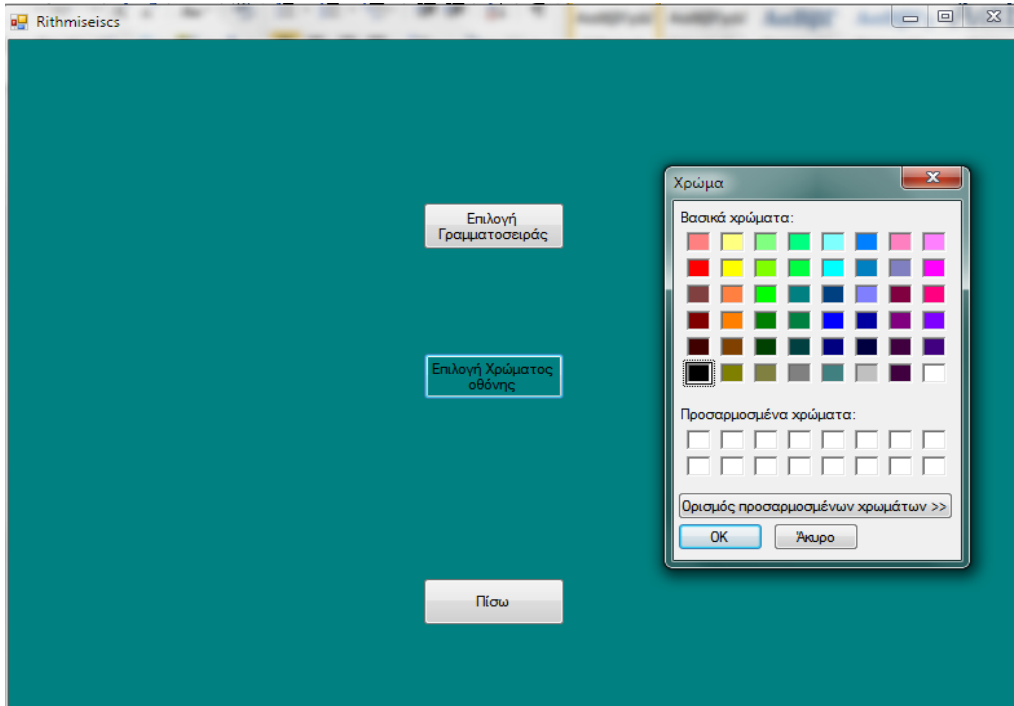 Rithmiseiscs
Επιλογή
Γραμματοσειράς
Επιλογή Χρώματος
οθόνης
Πίσω
Χρώμα
Βασικά χρώματα:
Προσαρμοσμένα χρώματα:
Ορισμός προσαρμοσμένων χρωμάτων >>
OK
Άκυρο